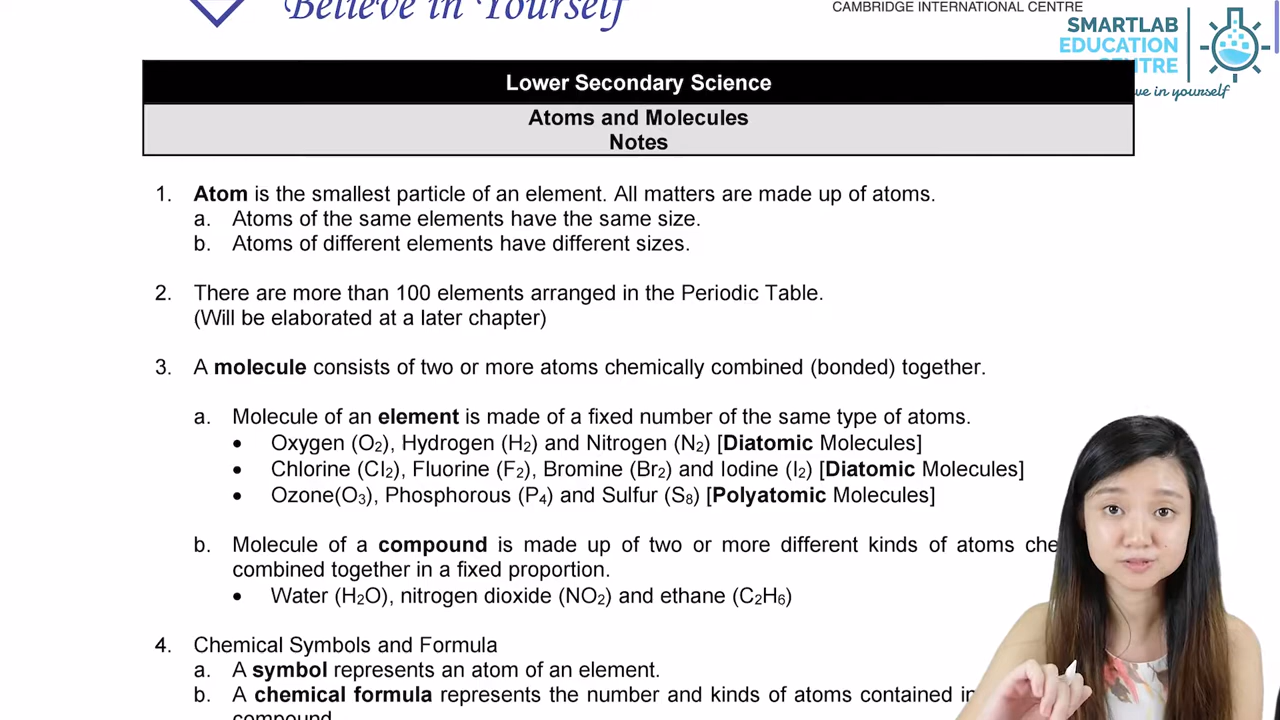 Believe in Yourself
CAMBRIDGE INTERNATIONAL CENTRE
SMARTLAB
EDUCATION
CENTRE
ve in yourself
Lower Secondary Science
Atoms and Molecules
Notes
1. Atom is the smallest particle of an element. All matters are made up of atoms.
a. Atoms of the same elements have the same size.
b. Atoms of different elements have different sizes.
2. There are more than 100 elements arranged in the Periodic Table.
(Will be elaborated at a later chapter)
3. A molecule consists of two or more atoms chemically combined (bonded) together.
a. Molecule of an element is made of a fixed number of the same type of atoms.
• Oxygen (O₂), Hydrogen (H₂) and Nitrogen (N₂) [Diatomic Molecules]
• Chlorine (Cl₂), Fluorine (F₂), Bromine (Br₂) and Iodine (I₂) [Diatomic Molecules]
• Ozone(O₃), Phosphorous (P₄) and Sulfur (S₈) [Polyatomic Molecules]
b. Molecule of a compound is made up of two or more different kinds of atoms che
combined together in a fixed proportion.
• Water (H₂O), nitrogen dioxide (NO₂) and ethane (C₂H₆)
4. Chemical Symbols and Formula
a. A symbol represents an atom of an element.
b. A chemical formula represents the number and kinds of atoms contained in
compound